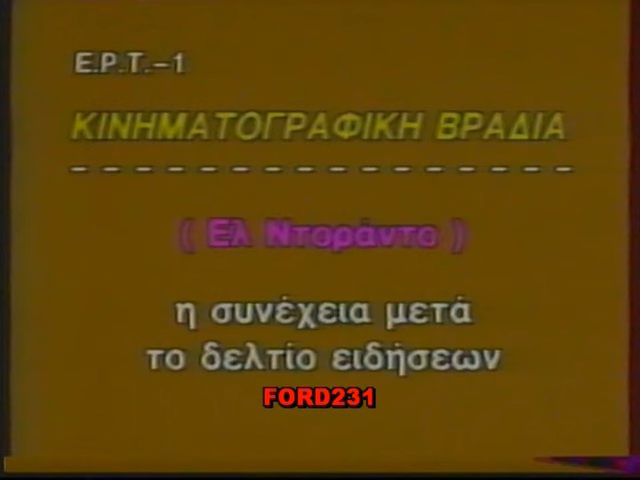 Ε.Ρ.Τ.-1
ΚΙΝΗΜΑΤΟΓΡΑΦΙΚΗ ΒΡΑΔΙΑ
( Ελ Ντοράντο )
η συνέχεια μετά
το δελτίο ειδήσεων
FORD231